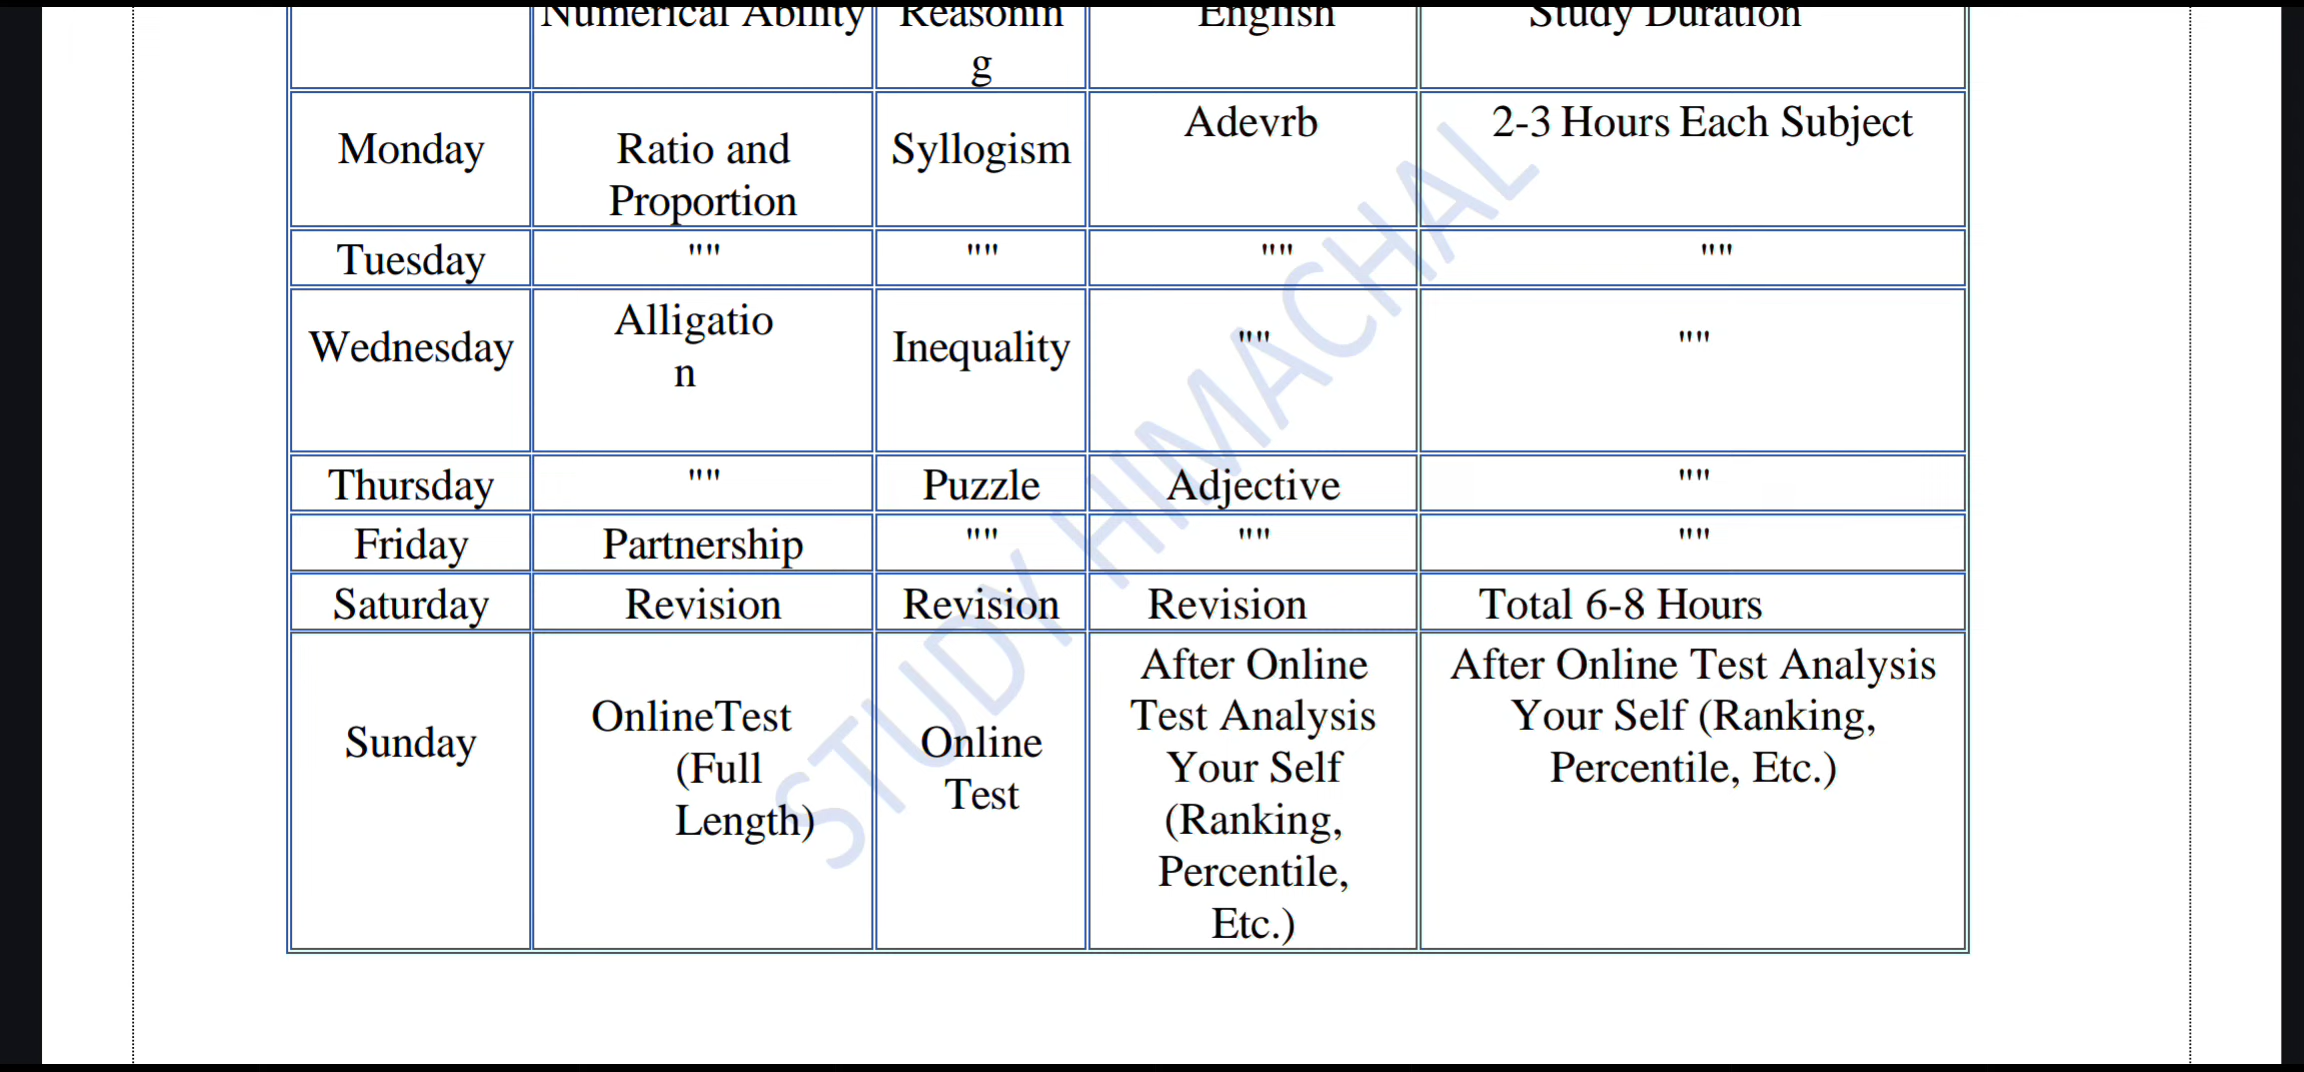 Numerical Ability
Reasonin
g
English
Study Duration
Monday
Ratio and
Proportion
Syllogism
Adevrb
2-3 Hours Each Subject
Tuesday
""
""
""
""
Wednesday
Alligatio
n
Inequality
""
""
Thursday
""
Puzzle
Adjective
""
Friday
Partnership
""
""
""
Saturday
Revision
Revision
Revision
Total 6-8 Hours
Sunday
OnlineTest
(Full
Length)
Online
Test
After Online
Test Analysis
Your Self
(Ranking,
Percentile,
Etc.)
After Online Test Analysis
Your Self (Ranking,
Percentile, Etc.)
STUDY HIMACHAL